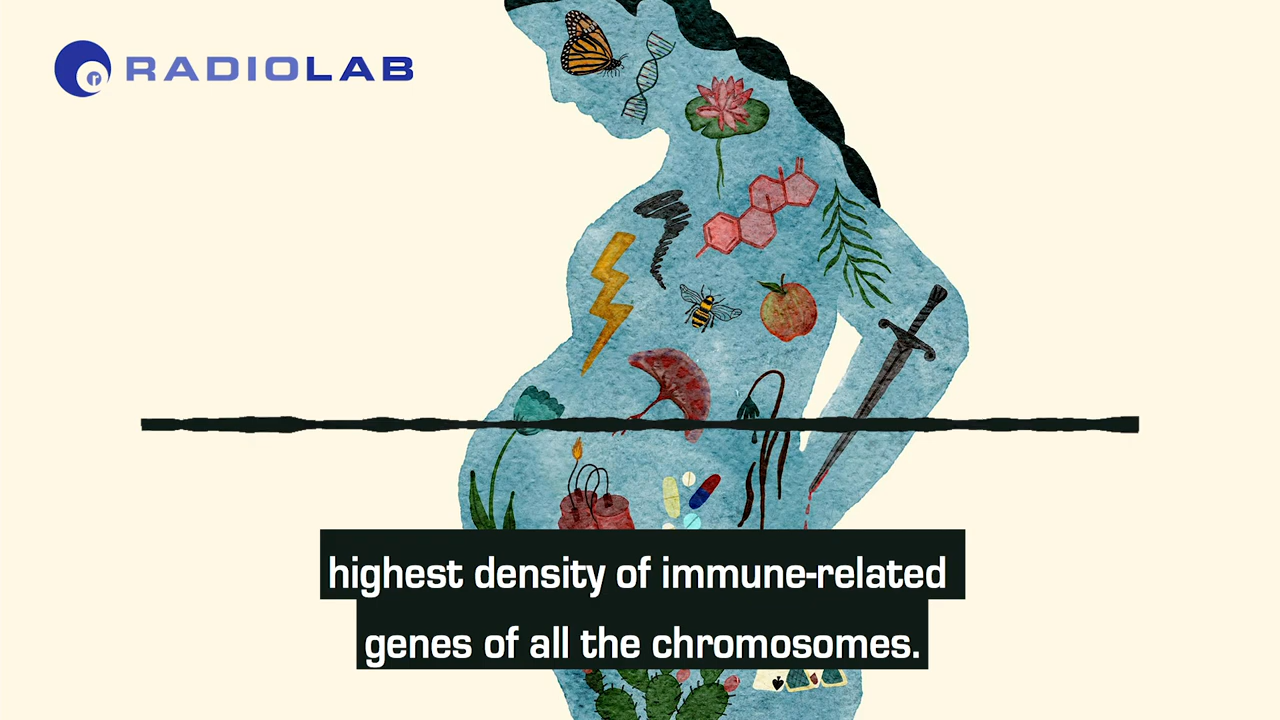 RADIOLAB
highest density of immune-related
genes of all the chromosomes.